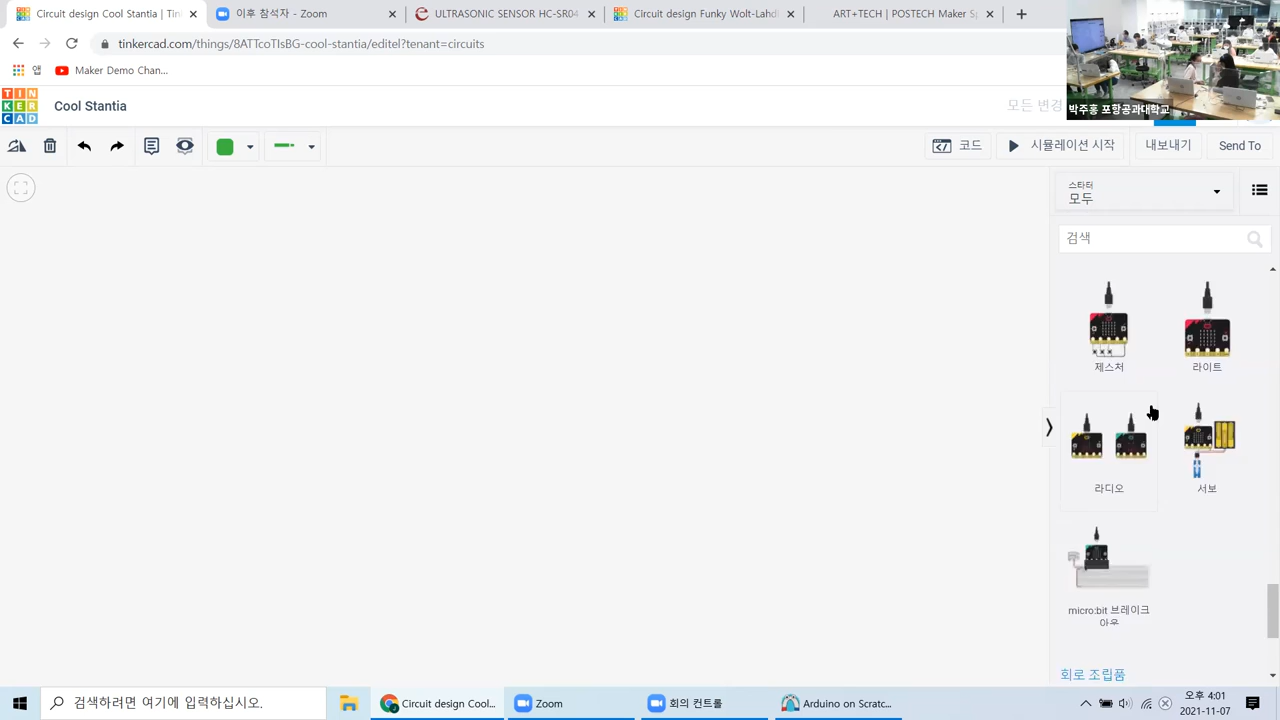 Circuit design Cool Stantia | Tin
이후 참석자 - Zoom
ULTRASONIC SENSOR HC-SR04
Circuit design Funky Wolt-Lahdi
ART+TECH | POSTECH Mak
tinkercad.com/things/8ATTcoTIsBG-cool-stantia/editel?tenant=circuits
앱
Maker Demo Chan...
박주홍 포항공과대학교
TIN
KER
CAD
Cool Stantia
모든 변경
코드
시뮬레이션 시작
내보내기
Send To
스타터
모두
검색
제스처
라이트
라디오
서보
micro:bit 브레이크
아우
회로 조립품
검색하려면 여기에 입력하십시오.
Circuit design Cool...
Zoom
회의 컨트롤
Arduino on Scratc...
오후 4:01
2021-11-07